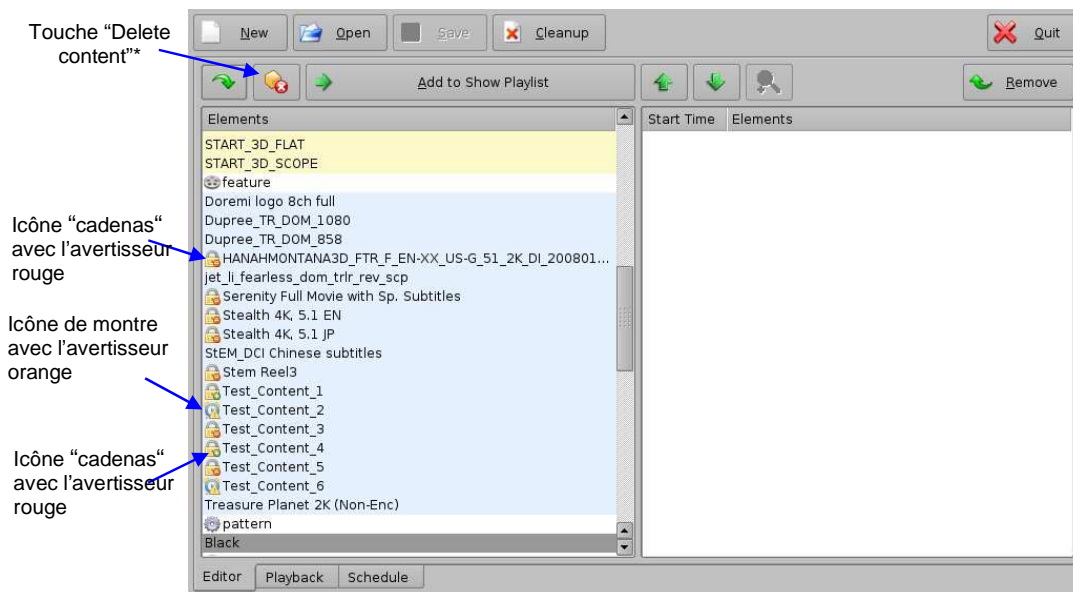 Touche “Delete
content”*
Icône “cadenas“
avec l’avertisseur
rouge
Icône de montre
avec l’avertisseur
orange
Icône “cadenas“
avec l’avertisseur
rouge
New
Open
Save
Cleanup
Quit
Add to Show Playlist
Remove
Elements
START_3D_FLAT
START_3D_SCOPE
feature
Doremi logo 8ch full
Dupree_TR_DOM_1080
Dupree_TR_DOM_858
HANAHMONTANA3D_FTR_F_EN-XX_US-G_51_2K_DI_200801...
jet_li_fearless_dom_trlr_rev_scp
Serenity Full Movie with Sp. Subtitles
Stealth 4K, 5.1 EN
Stealth 4K, 5.1 JP
StEM_DCI Chinese subtitles
Stem Reel3
Test_Content_1
Test_Content_2
Test_Content_3
Test_Content_4
Test_Content_5
Test_Content_6
Treasure Planet 2K (Non-Enc)
pattern
Black
Start Time Elements
Editor Playback Schedule